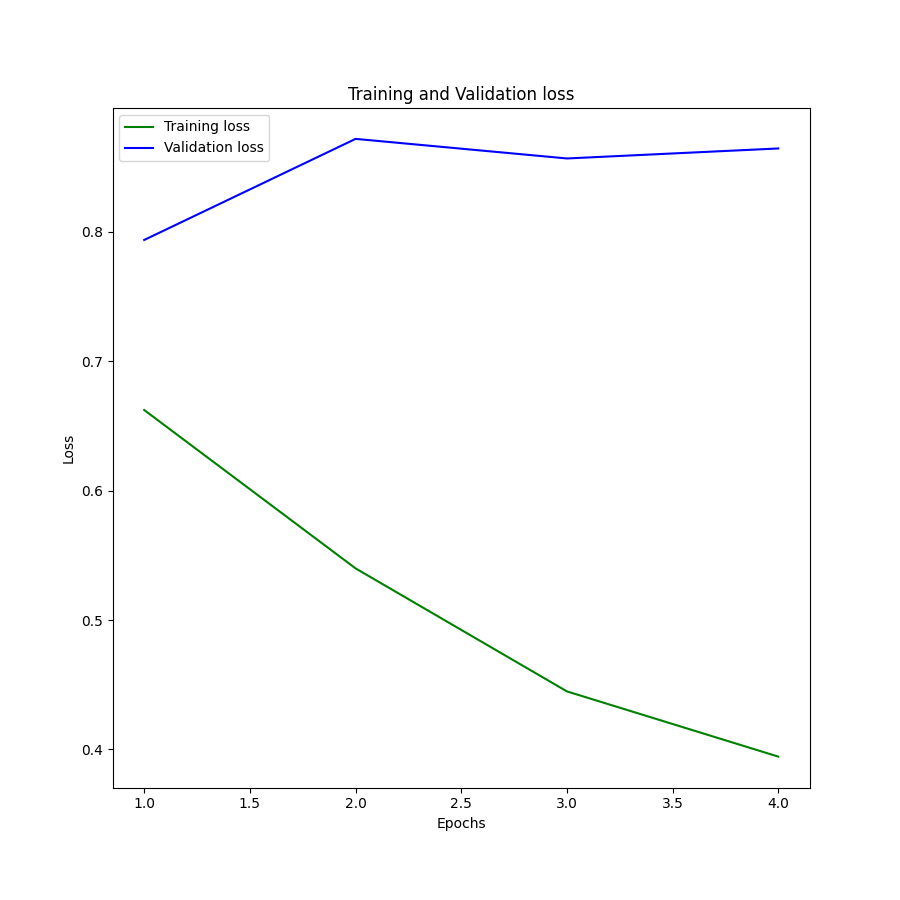 Training and Validation loss
Training loss
Validation loss
0.8
0.7
0.6
0.5
0.4
Loss
1.0 1.5 2.0 2.5 3.0 3.5 4.0
Epochs